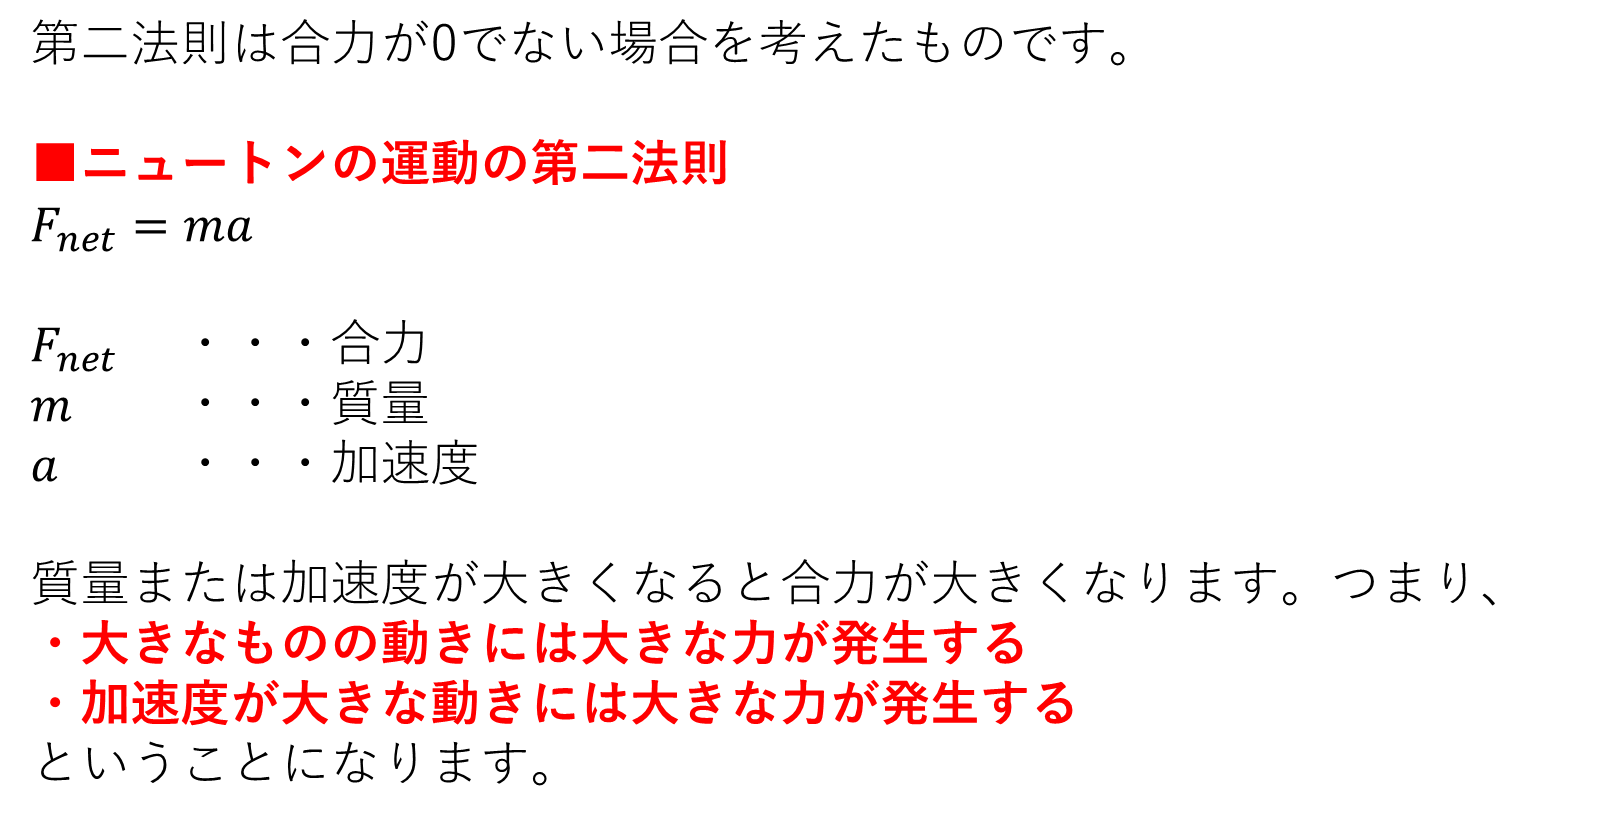 第二法則は合力が0でない場合を考えたものです。
■ニュートンの運動の第二法則
F_net = ma
F_net ・・・合力
m ・・・質量
a ・・・加速度
質量または加速度が大きくなると合力が大きくなります。つまり、
・大きなものの動きには大きな力が発生する
・加速度が大きな動きには大きな力が発生する
ということになります。